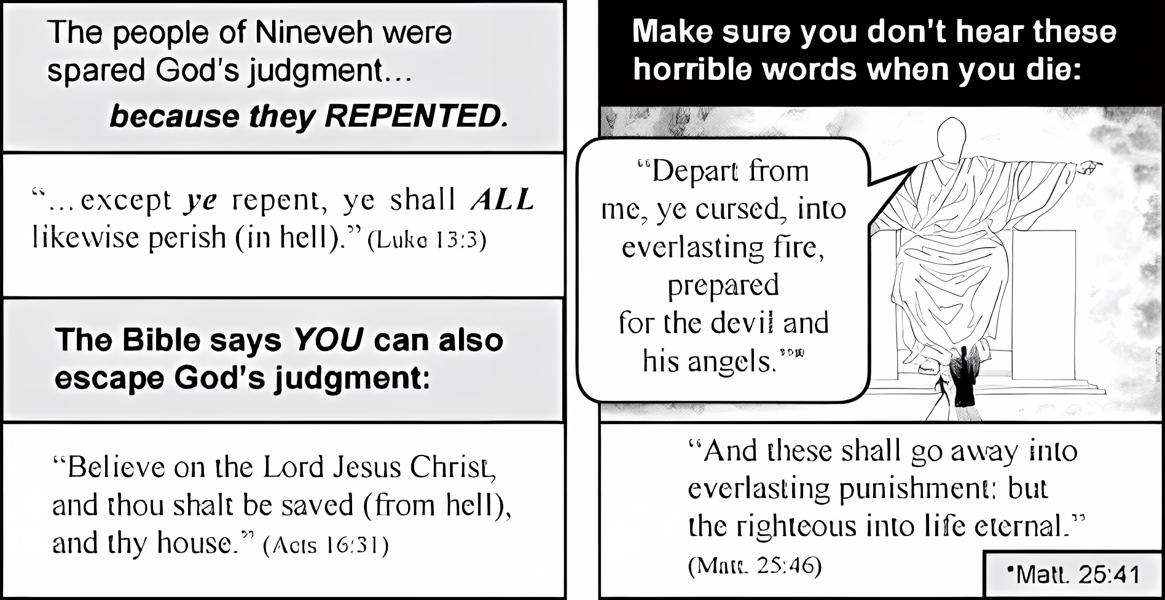 The people of Nineveh were
spared God's judgment...
because they REPENTED.
“...except ye repent, ye shall ALL
likewise perish (in hell).” (Luke 13:3)
The Bible says YOU can also
escape God's judgment:
“Believe on the Lord Jesus Christ,
and thou shalt be saved (from hell),
and thy house.” (Acts 16:31)
Make sure you don't hear these
horrible words when you die:
“Depart from
me, ye cursed, into
everlasting fire,
prepared
for the devil and
his angels.”*
“And these shall go away into
everlasting punishment: but
the righteous into life eternal.”
(Matt. 25:46)
*Matt. 25:41